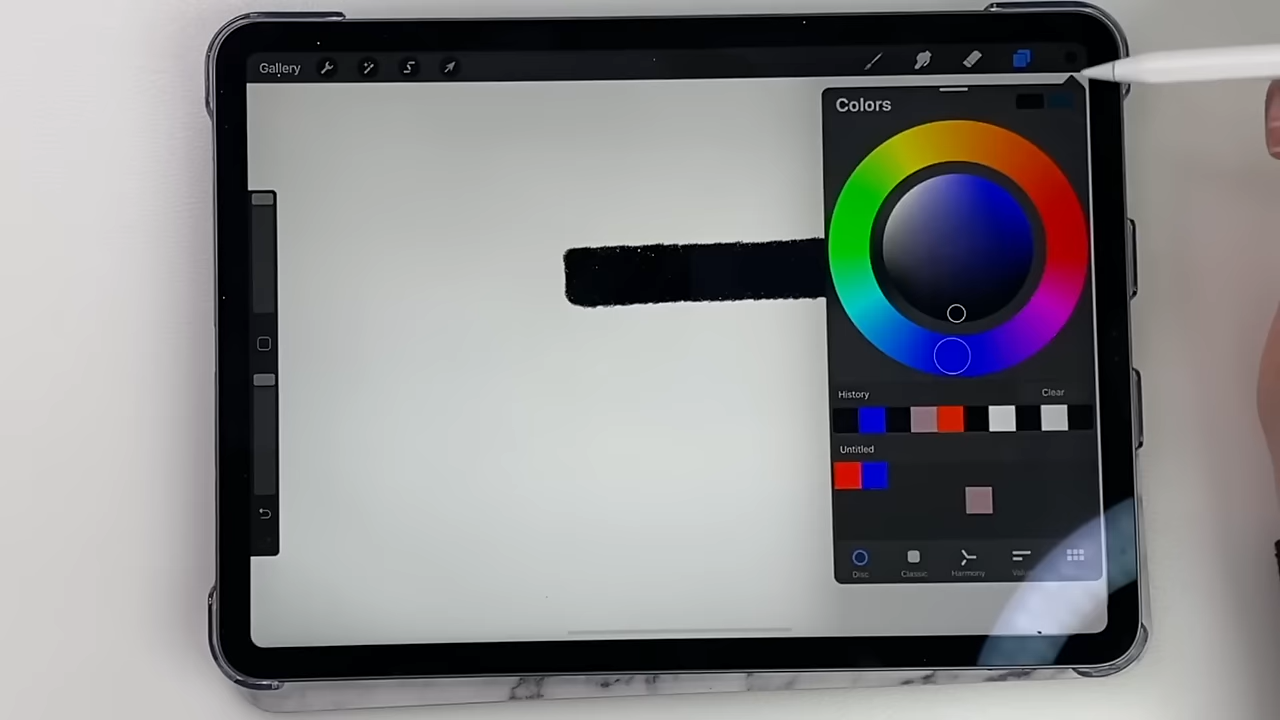 Gallery
Colors
History
Clear
Untitled
Disc
Classic
Harmony